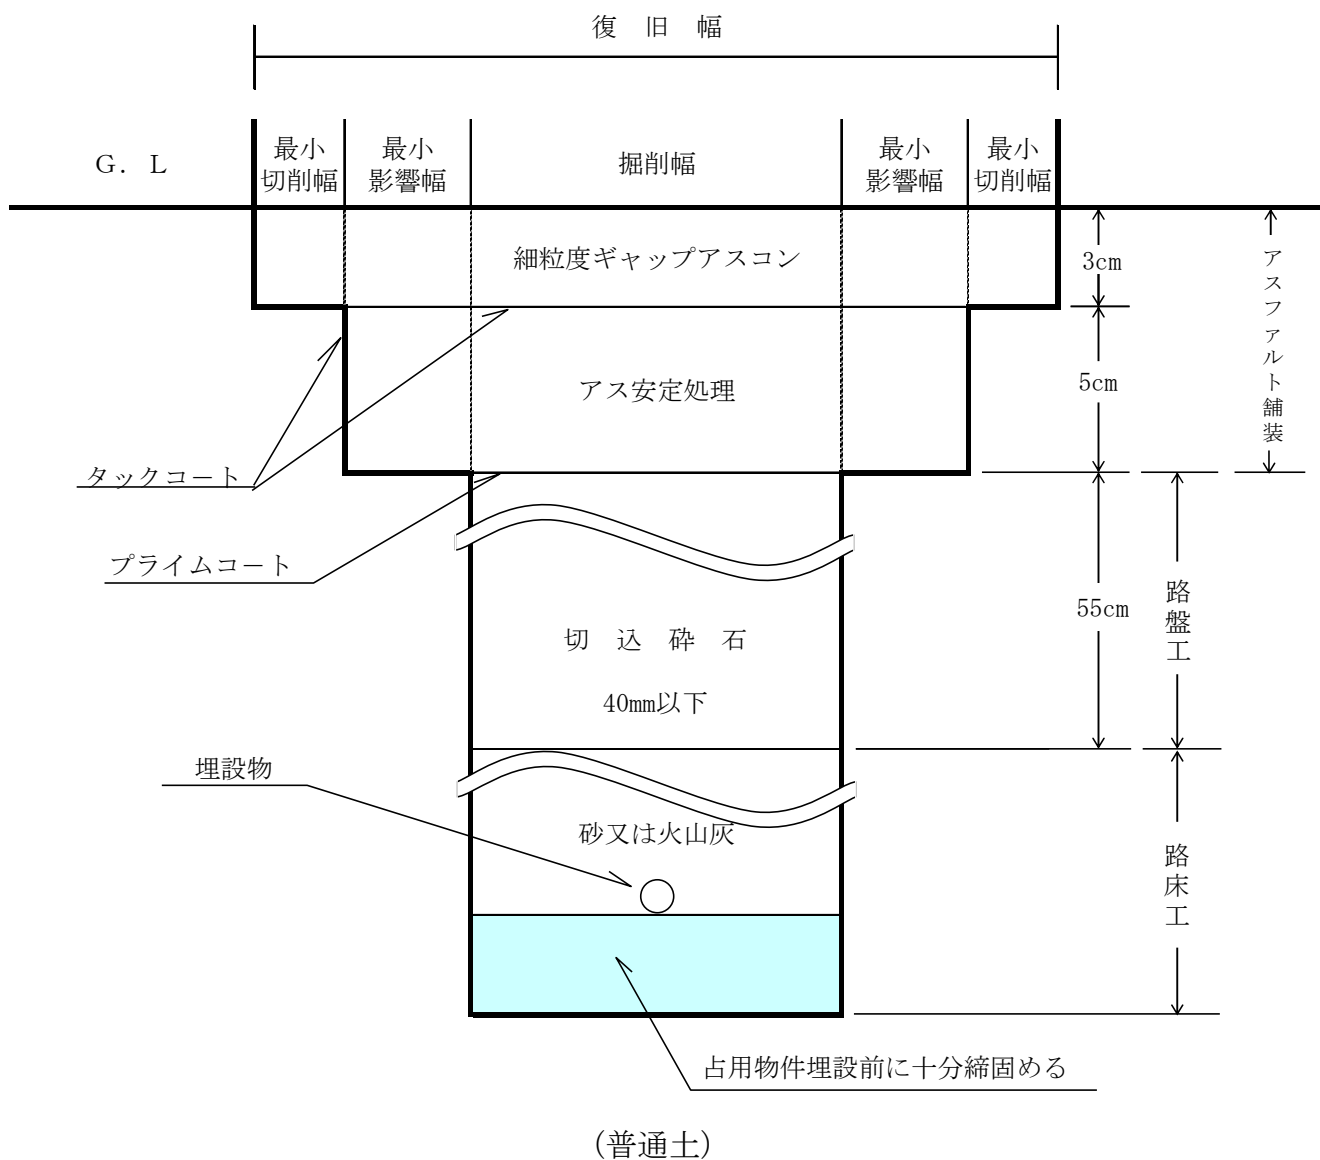 復 旧 幅
G. L
最小
切削幅
最小
影響幅
掘削幅
最小
影響幅
最小
切削幅
細粒度ギャップアスコン
3cm
アスファルト舗装
アス安定処理
5cm
タックコート
プライムコート
切 込 砕 石
40mm以下
55cm
路盤工
埋設物
砂又は火山灰
路床工
占用物件埋設前に十分締固める
(普通土)